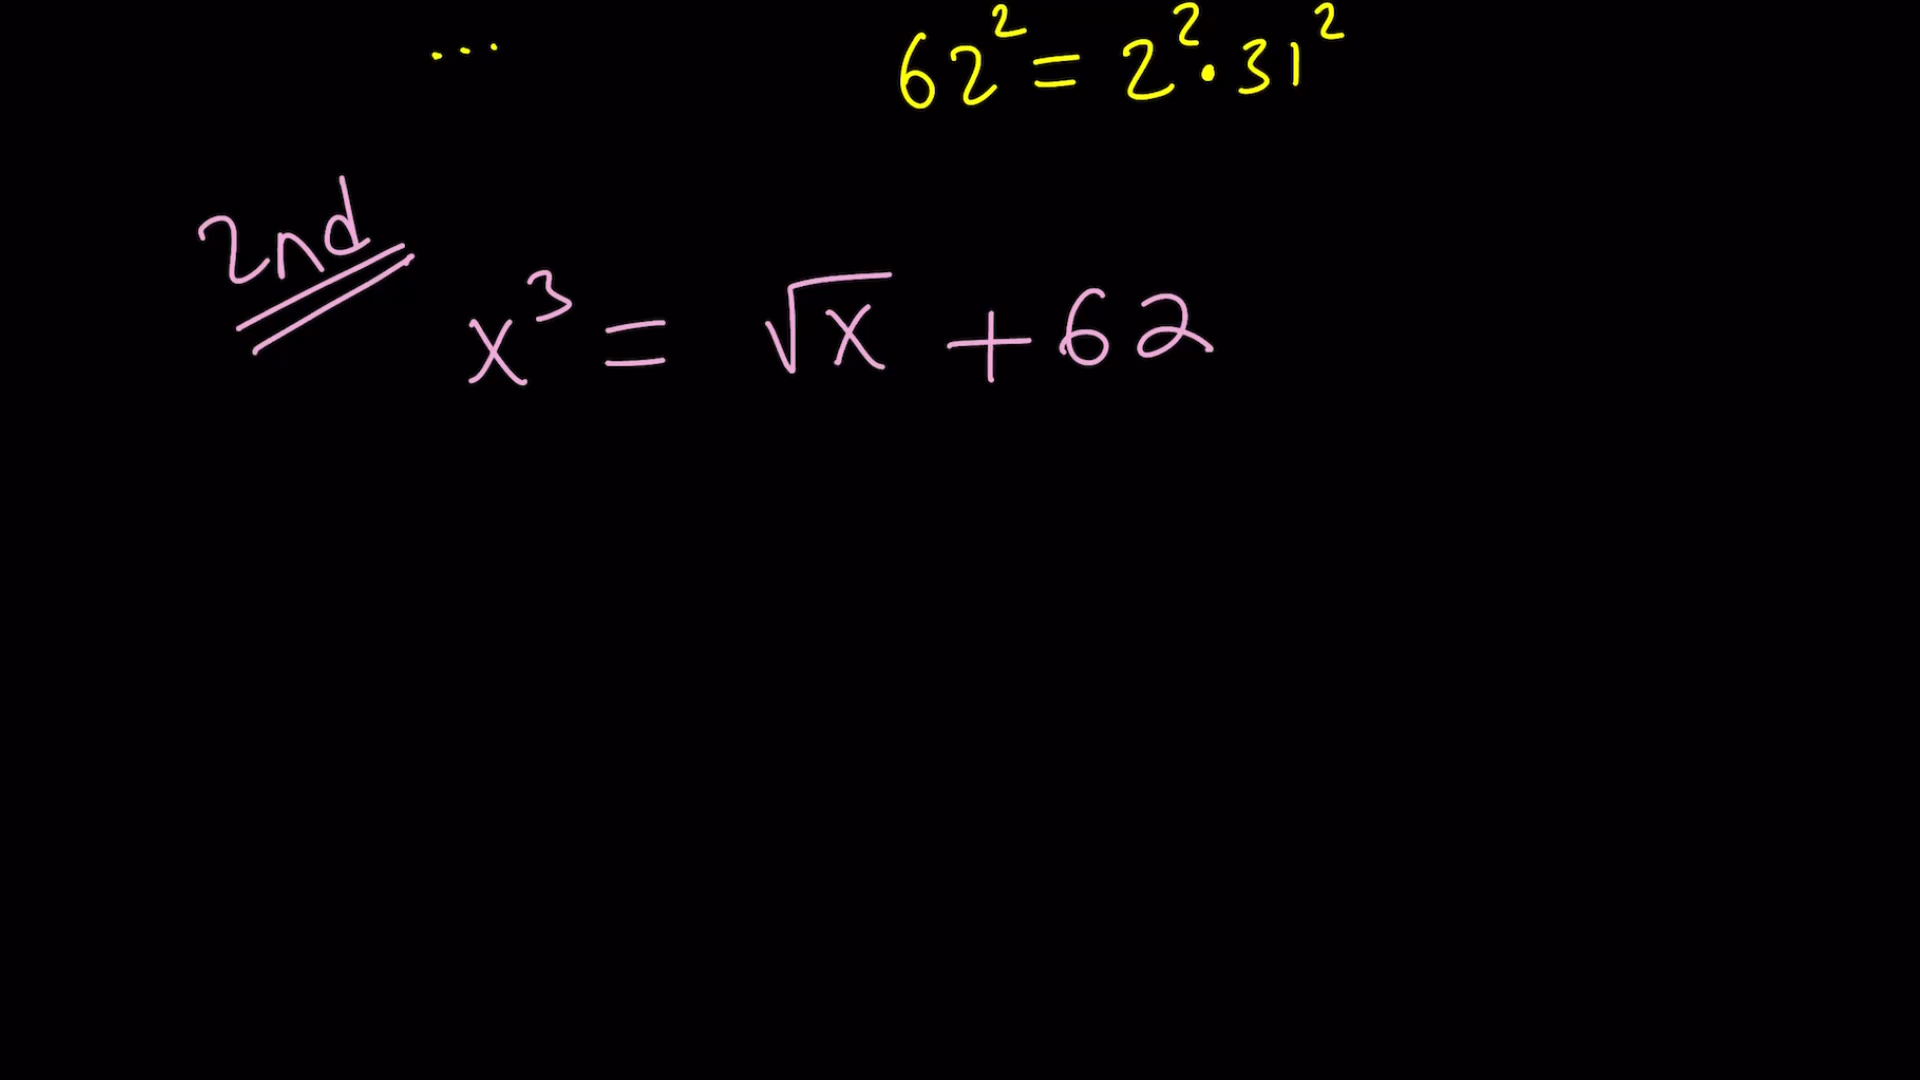 ... 62² = 2² • 31²
2nd
x³ = √x + 62